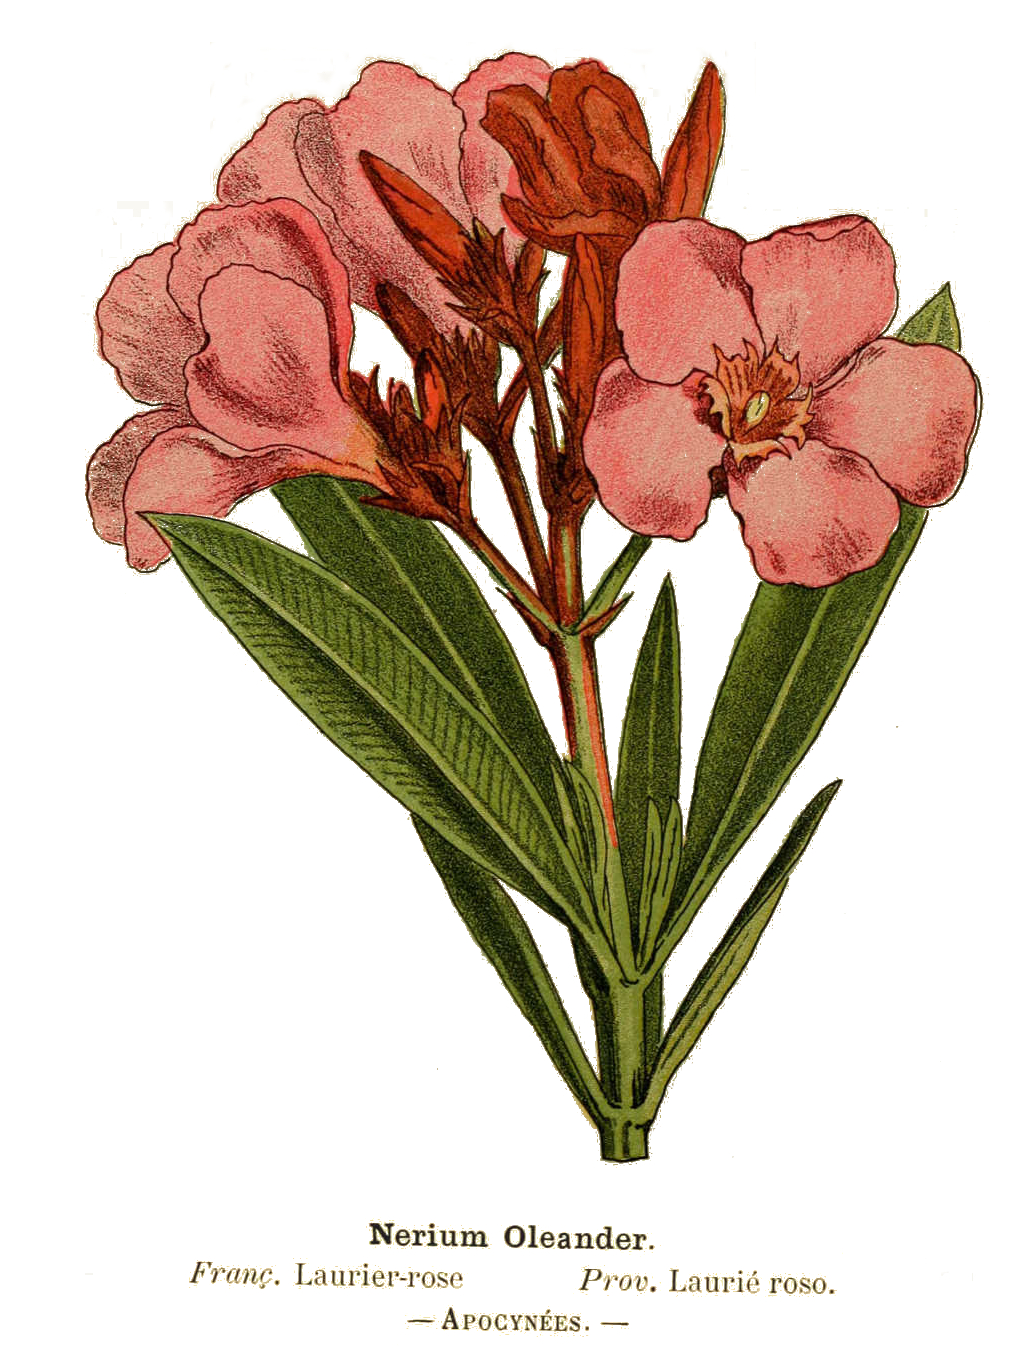 Nerium Oleander.
Franç. Laurier-rose Prov. Laurié roso.
— APOCYNÉES. —